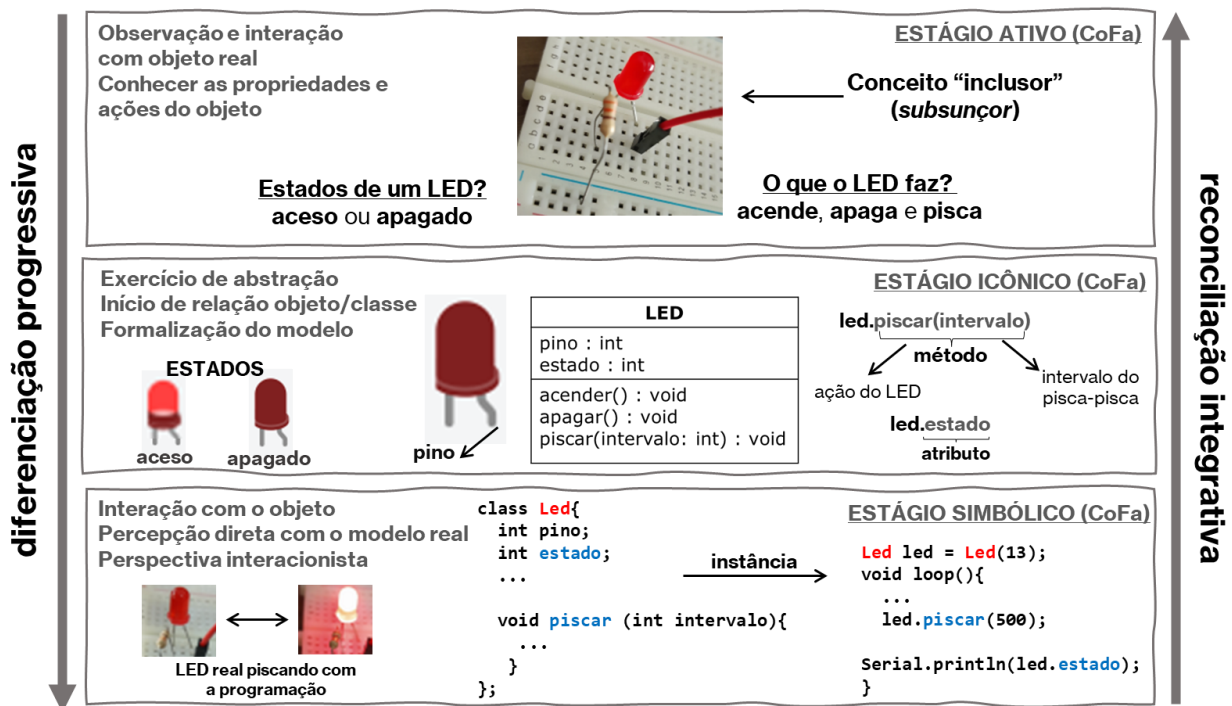 diferenciação progressiva
Observação e interação
com objeto real
Conhecer as propriedades e
ações do objeto
ESTÁGIO ATIVO (CoFa)
Conceito “inclusor”
(subsunçor)
Estados de um LED?
aceso ou apagado
O que o LED faz?
acende, apaga e pisca
Exercício de abstração
Início de relação objeto/classe
Formalização do modelo
ESTADOS
aceso
apagado
pino
LED
pino : int
estado : int
acender() : void
apagar() : void
piscar(intervalo: int) : void
ESTÁGIO ICÔNICO (CoFa)
led.piscar(intervalo)
método
ação do LED
intervalo do
pisca-pisca
led.estado
atributo
Interação com o objeto
Percepção direta com o modelo real
Perspectiva interacionista
LED real piscando com
a programação
class Led{
int pino;
int estado;
...
void piscar (int intervalo){
...
}
};
instância
ESTÁGIO SIMBÓLICO (CoFa)
Led led = Led(13);
void loop(){
...
led.piscar(500);
Serial.println(led.estado);
}
reconciliação integrativa